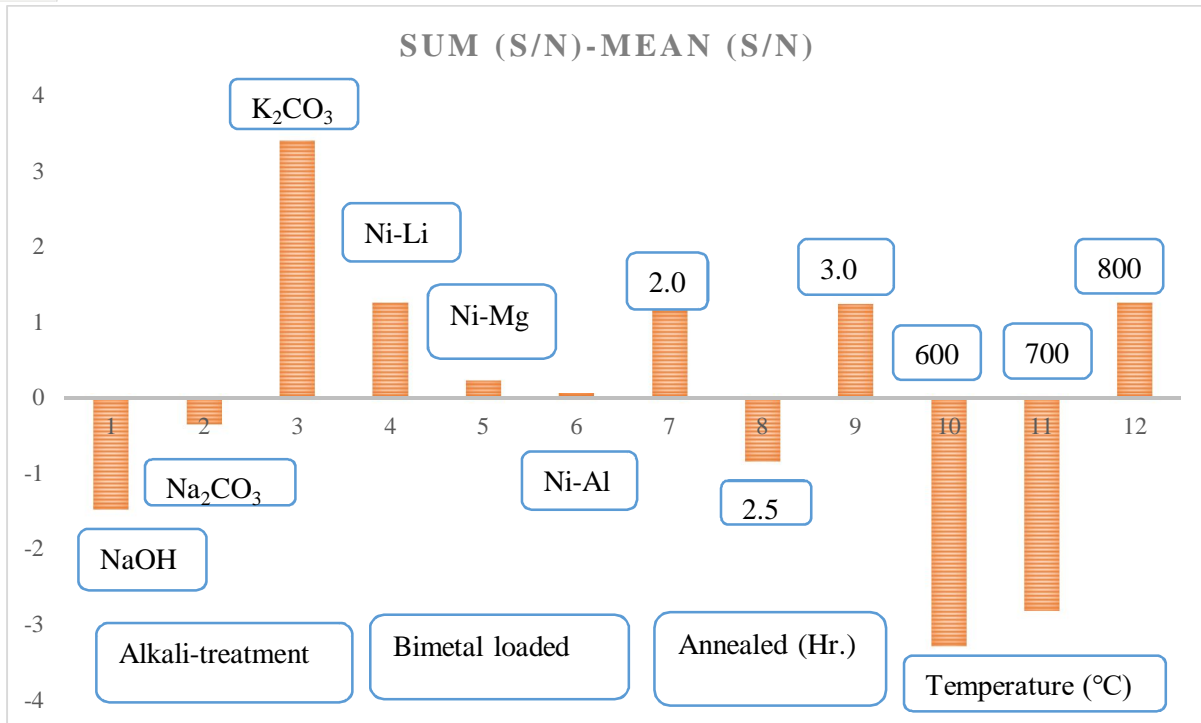 SUM (S/N)-MEAN (S/N)
4
K₂CO₃
3
Ni-Li
2
Ni-Mg
2.0
3.0
800
1
600
700
0
1 2 3 4 5 6 7 8 9 10 11 12
-1
Na₂CO₃
Ni-Al
2.5
-2
NaOH
-3
Alkali-treatment
Bimetal loaded
Annealed (Hr.)
Temperature (°C)
-4